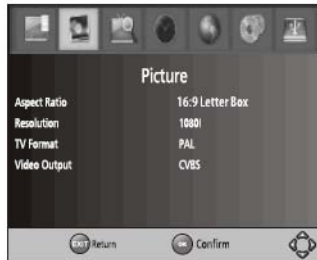 Picture
Aspect Ratio 16:9 Letter Box
Resolution 1080I
TV Format PAL
Video Output CVBS
EXIT Return OK Confirm